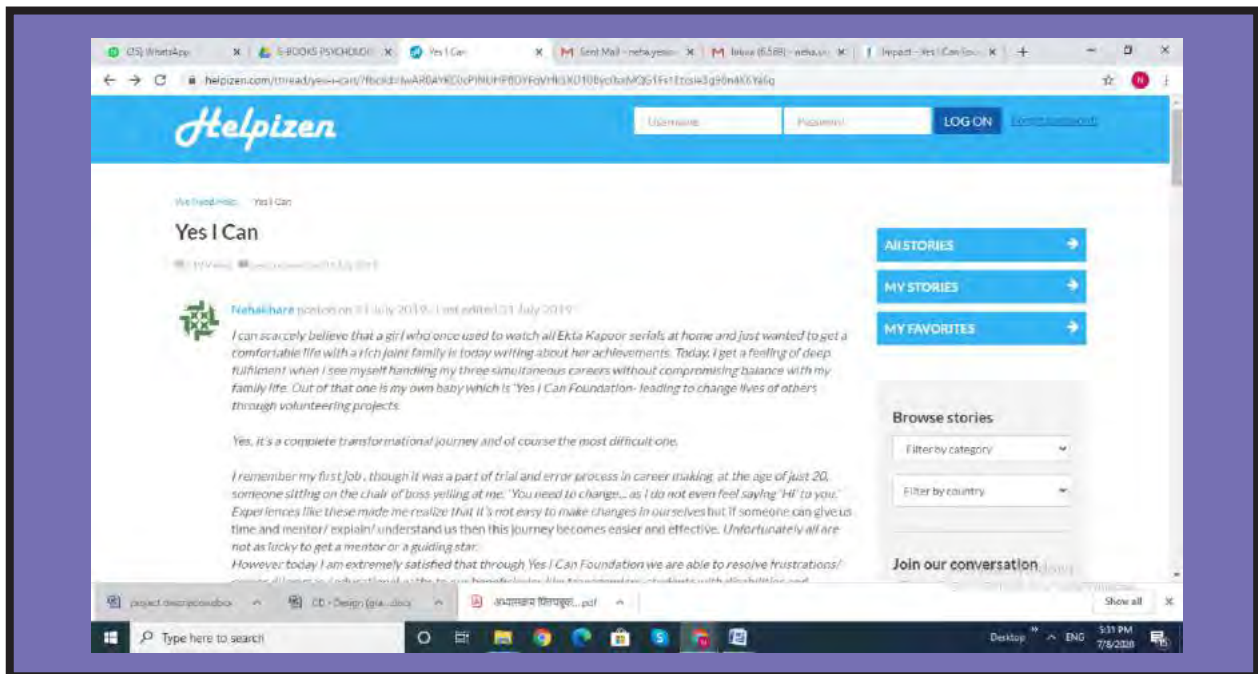 WhatsApp
E-BOOKS PSYCHOLO
Yes I Can
Sent Mail -
Inbox
Impact - Yes I Can
helpizen.com/thread/yes-i-can/
Helpizen
Username
Password
LOG ON
Forgot password?
We Need Help Yes I Can
Yes I Can
All STORIES
MY STORIES
MY FAVORITES
Nehakhare posted on 31 July 2019 - Last edited 31 July 2019
I can scarcely believe that a girl who once used to watch all Ekta Kapoor serials at home and just wanted to get a
comfortable life with a rich joint family is today writing about her achievements. Today, I get a feeling of deep
fulfilment when I see myself handling my three simultaneous careers without compromising balance with my
family life. Out of that one is my own baby which is 'Yes I Can Foundation- leading to change lives of others
through volunteering projects.
Yes, it's a complete transformational journey and of course the most difficult one.
I remember my first job, though it was a part of trial and error process in career making, at the age of just 20,
someone sitting on the chair of boss yelling at me, 'You need to change... as I do not even feel saying 'Hi' to you.'
Experiences like these made me realize that it's not easy to make changes in ourselves but if someone can give us
time and mentor/ explain/ understand us then this journey becomes easier and effective. Unfortunately all are
not as lucky to get a mentor or a guiding star.
However today I am extremely satisfied that through Yes I Can Foundation we are able to resolve frustrations/
Browse stories
Filter by category
Filter by country
Join our conversation
CD - Design
.pdf
Show all
Type here to search
Desktop
ENG
5:31 PM
7/8/2020